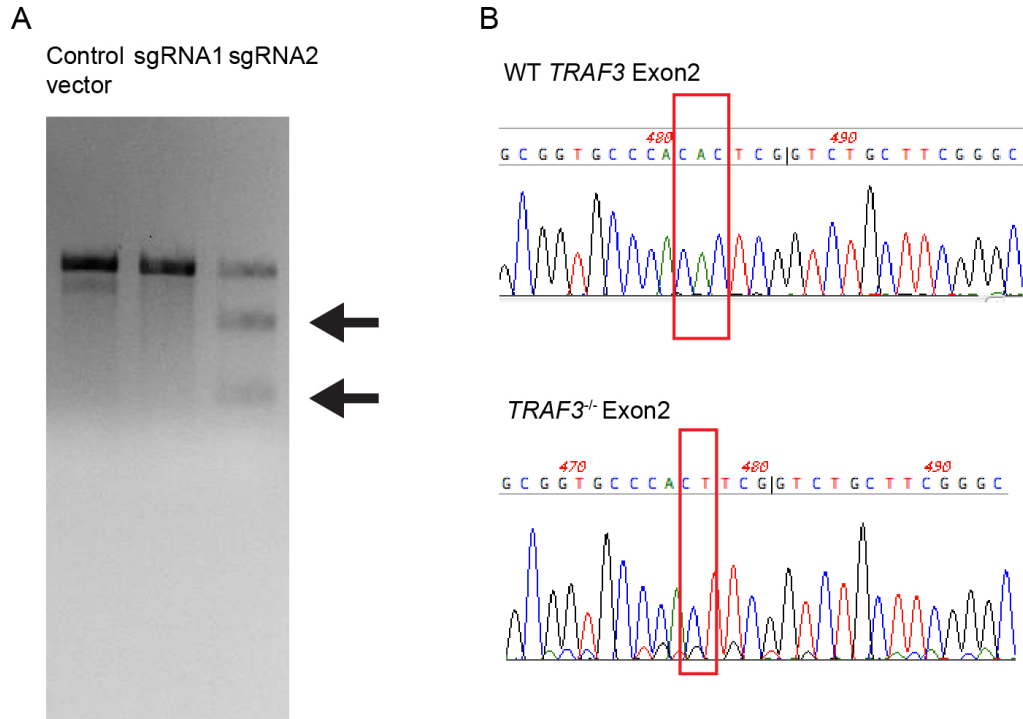 A
Control sgRNA1 sgRNA2
vector
B
WT TRAF3 Exon2
480 490
G C G G T G C C C A C A C T C G G T C T G C T T C G G G C
TRAF3-/- Exon2
470 480 490
G C G G T G C C C A C T T C G G T C T G C T T C G G G C